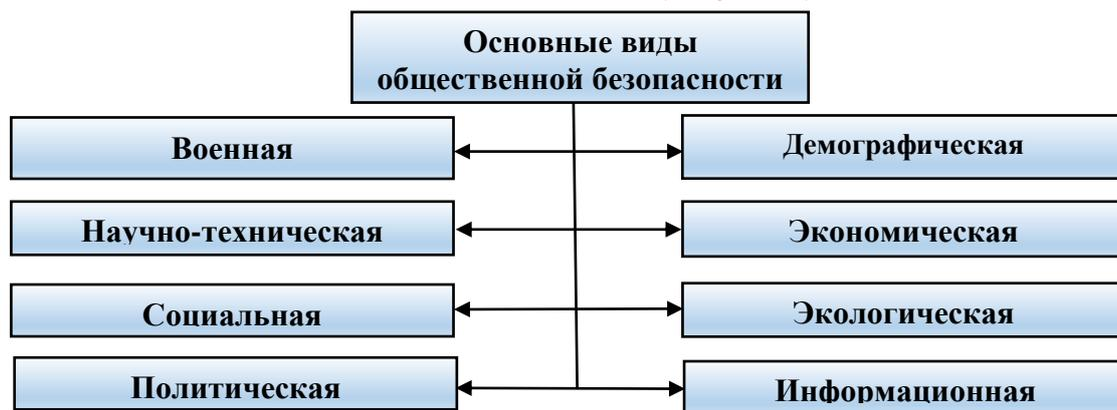 Основные виды
общественной безопасности
Военная
Демографическая
Научно-техническая
Экономическая
Социальная
Экологическая
Политическая
Информационная